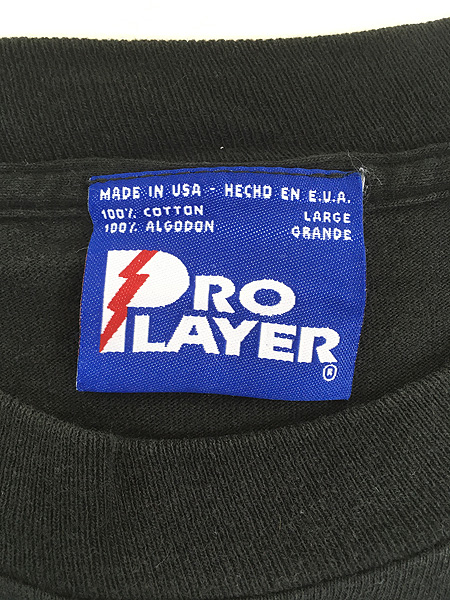 MADE IN USA - HECHO EN E.U.A.
100% COTTON LARGE
100% ALGODON GRANDE
PRO
PLAYER
®